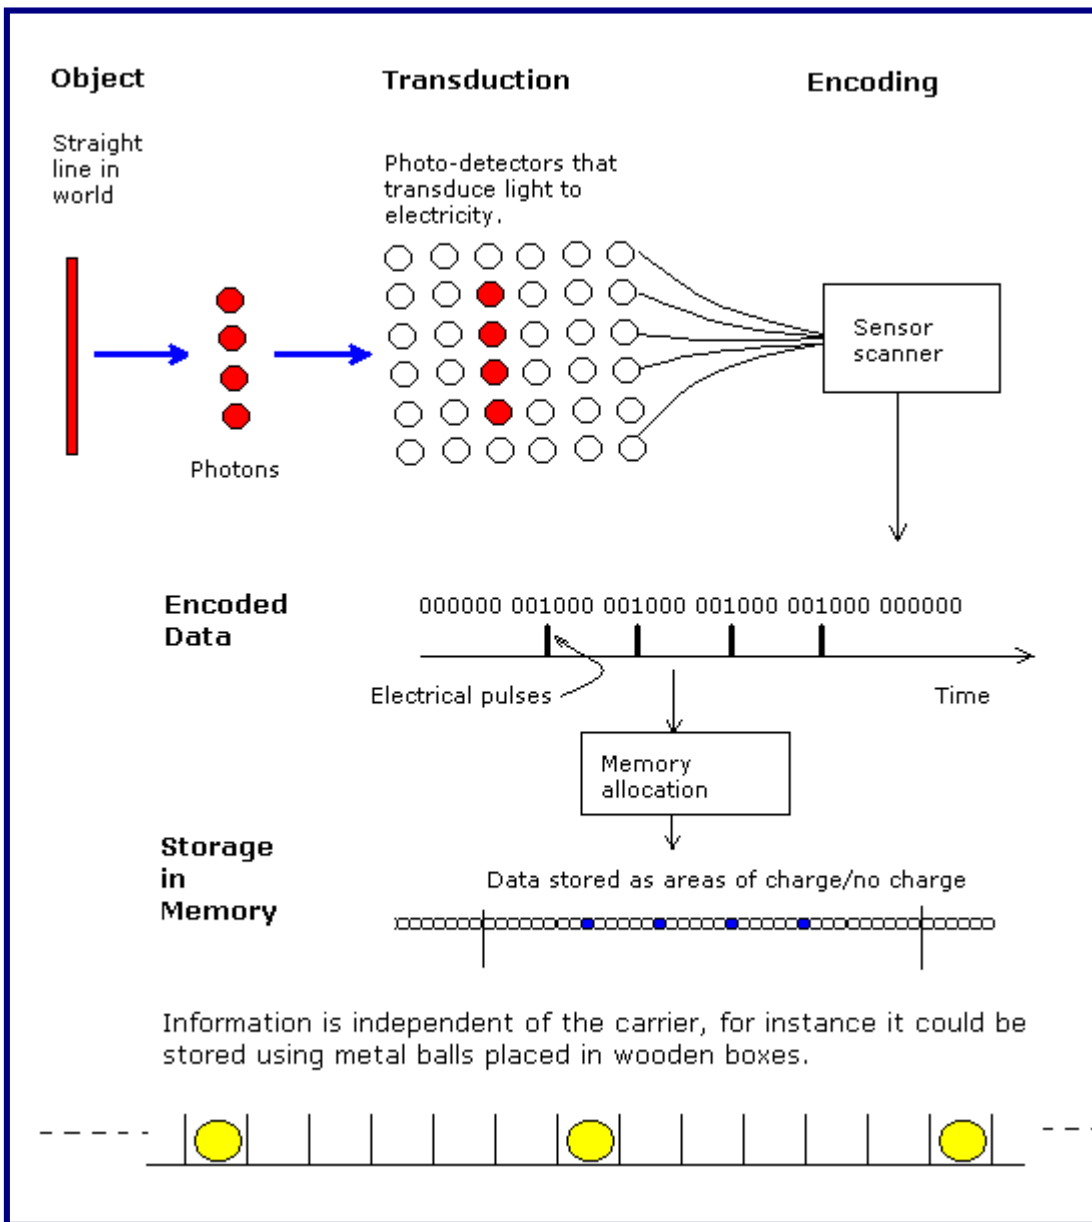 Object
Transduction
Encoding
Straight
line in
world
Photo-detectors that
transduce light to
electricity.
Sensor
scanner
Photons
Encoded
Data
000000 001000 001000 001000 001000 000000
Electrical pulses
Time
Memory
allocation
Storage
in
Memory
Data stored as areas of charge/no charge
Information is independent of the carrier, for instance it could be
stored using metal balls placed in wooden boxes.